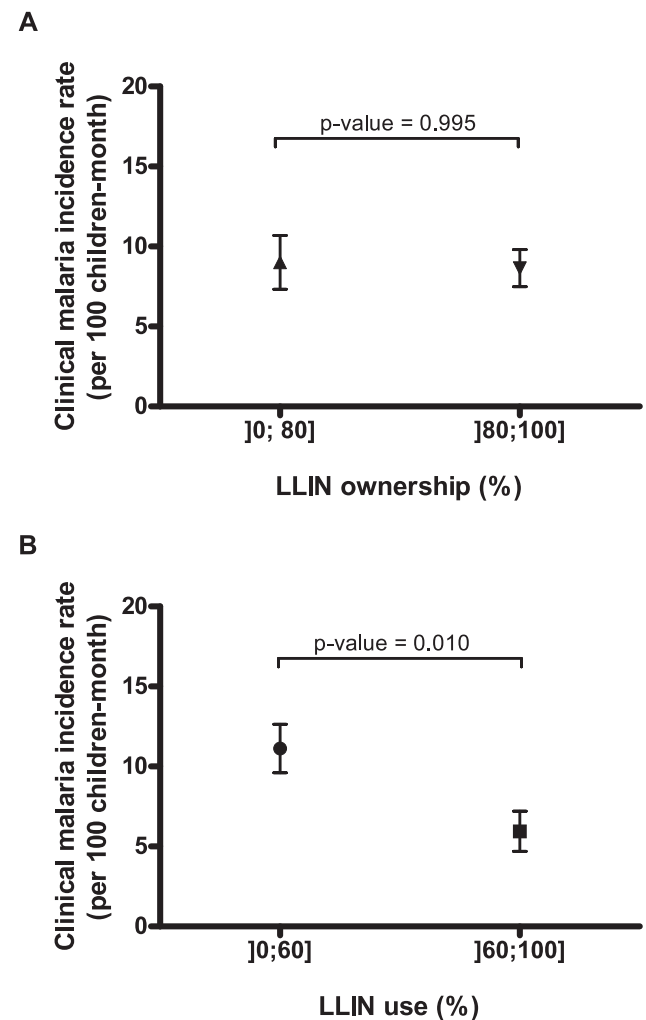 A
Clinical malaria incidence rate
(per 100 children-month)
20
15
10
5
0
p-value = 0.995
]0; 80]
]80;100]
LLIN ownership (%)
B
Clinical malaria incidence rate
(per 100 children-month)
20
15
10
5
0
p-value = 0.010
]0;60]
]60;100]
LLIN use (%)